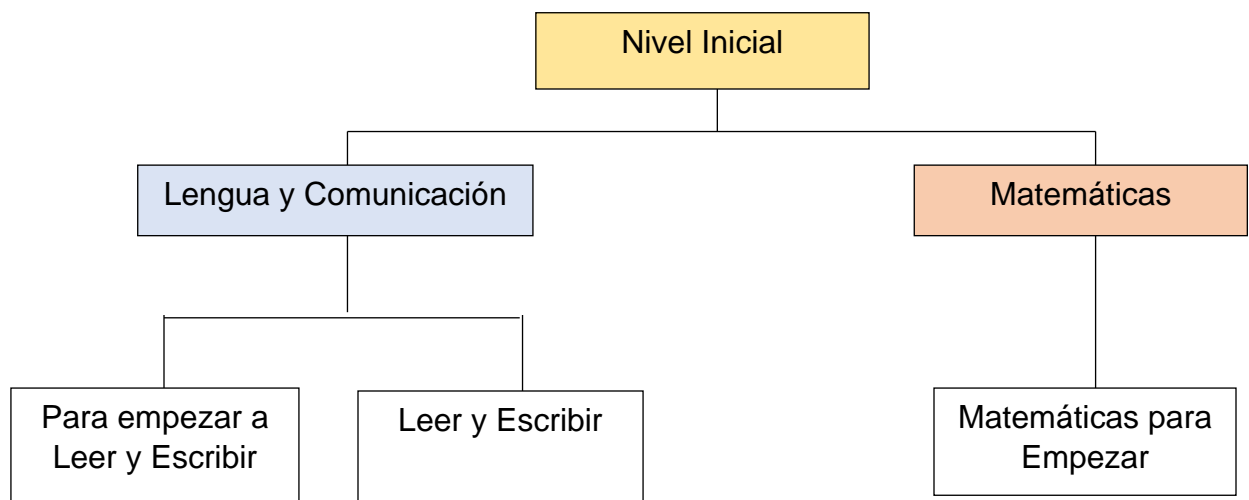 Nivel Inicial
Lengua y Comunicación
Matemáticas
Para empezar a
Leer y Escribir
Leer y Escribir
Matemáticas para
Empezar